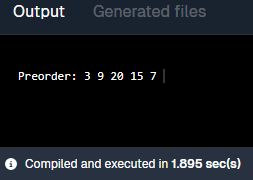 Output Generated files
Preorder: 3 9 20 15 7
Compiled and executed in 1.895 sec(s)